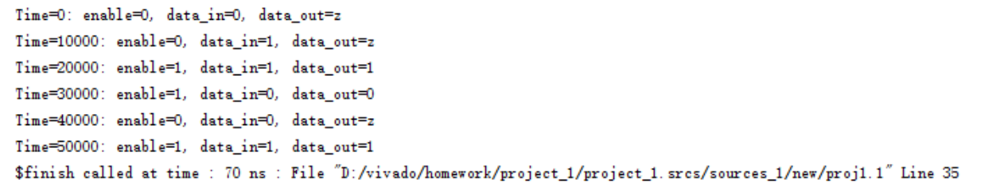 Time=0: enable=0, data_in=0, data_out=z
Time=10000: enable=0, data_in=1, data_out=z
Time=20000: enable=1, data_in=1, data_out=1
Time=30000: enable=1, data_in=0, data_out=0
Time=40000: enable=0, data_in=0, data_out=z
Time=50000: enable=1, data_in=1, data_out=1
$finish called at time : 70 ns : File "D:/vivado/homework/project_1/project_1.srcs/sources_1/new/proj1.1" Line 35